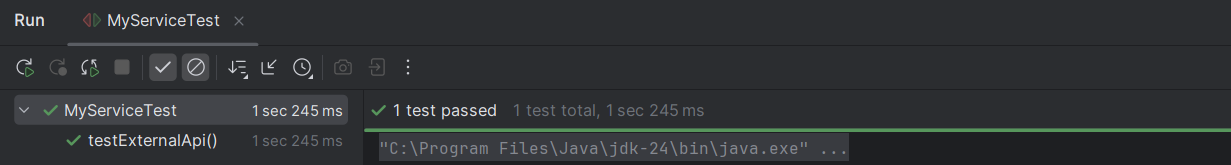 Run MyServiceTest
MyServiceTest 1 sec 245 ms
testExternalApi() 1 sec 245 ms
1 test passed 1 test total, 1 sec 245 ms
"C:\Program Files\Java\jdk-24\bin\java.exe" ...